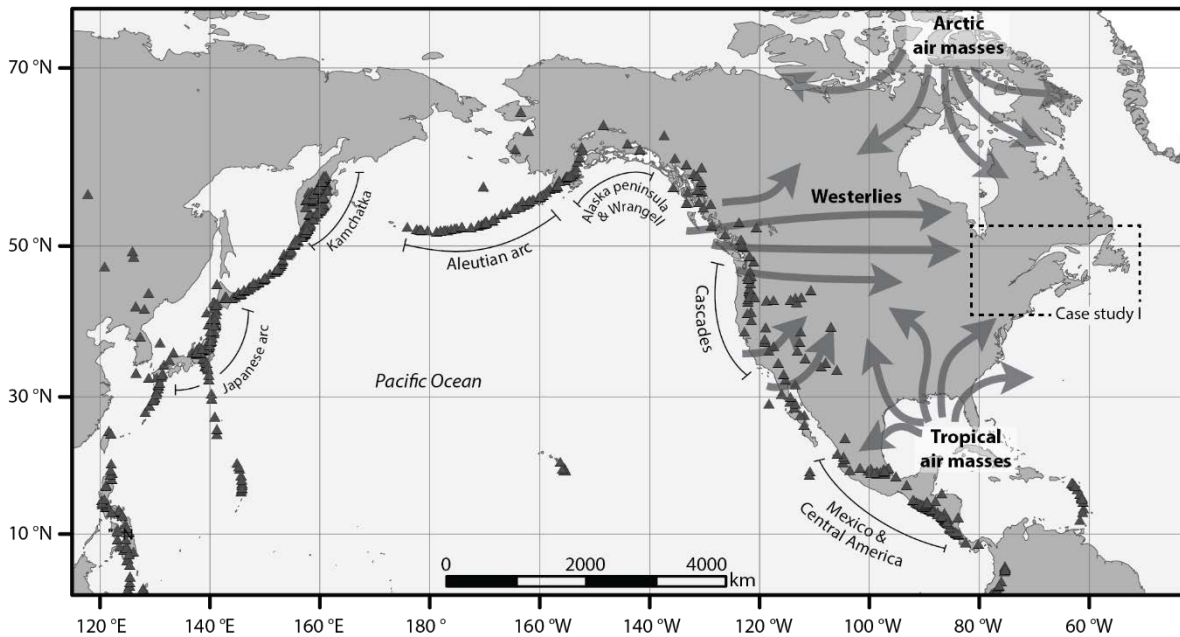 Arctic
air masses
70 °N
Westerlies
Kamchatka
Alaska peninsula
& Wrangell
50 °N
Aleutian arc
Case study I
Cascades
Japanese arc
Pacific Ocean
30 °N
Tropical
air masses
Mexico &
Central America
10 °N
N
0 2000 4000
km
120 °E 140 °E 160 °E 180 ° 160 °W 140 °W 120 °W 100 °W 80 °W 60 °W